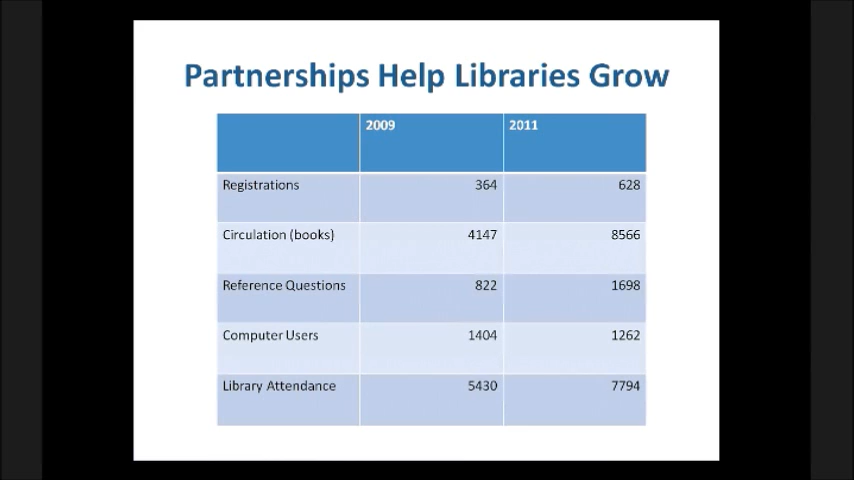 Partnerships Help Libraries Grow
2009 2011
Registrations 364 628
Circulation (books) 4147 8566
Reference Questions 822 1698
Computer Users 1404 1262
Library Attendance 5430 7794